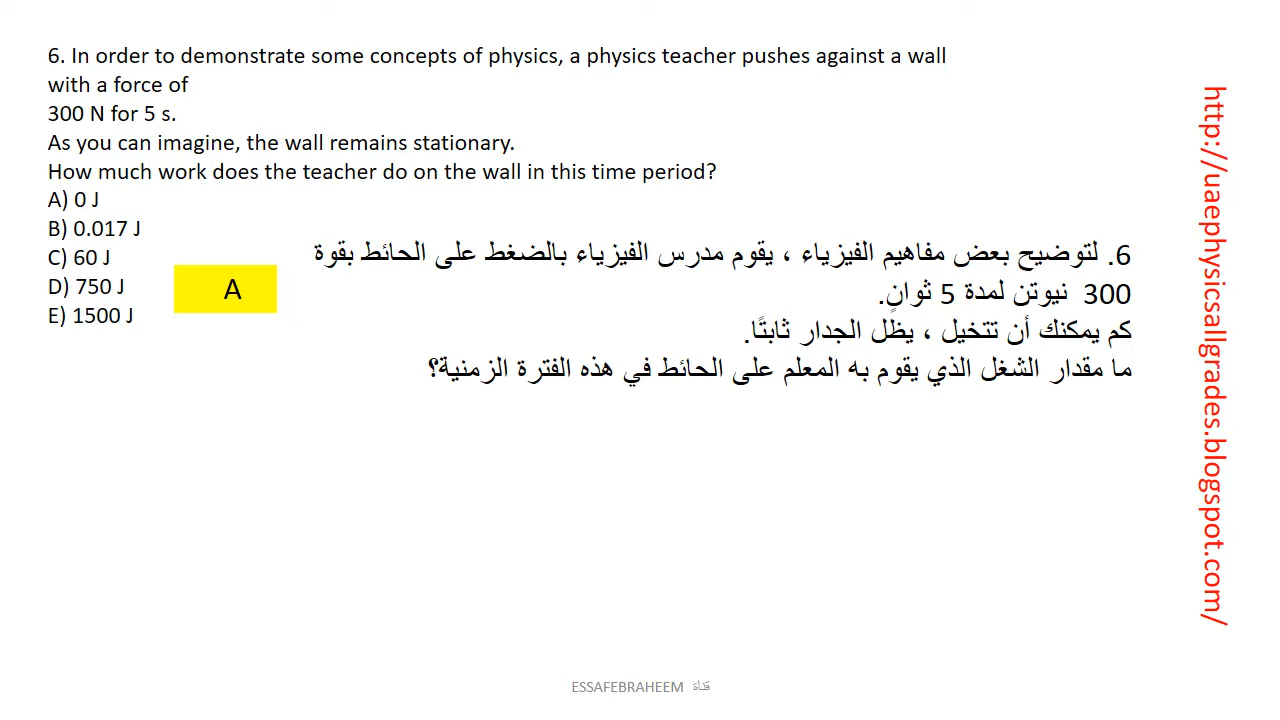 6. In order to demonstrate some concepts of physics, a physics teacher pushes against a wall
with a force of
300 N for 5 s.
As you can imagine, the wall remains stationary.
How much work does the teacher do on the wall in this time period?
A) 0 J
B) 0.017 J
C) 60 J
D) 750 J
E) 1500 J
A
6. لتوضيح بعض مفاهيم الفيزياء ، يقوم مدرس الفيزياء بالضغط على الحائط بقوة
300 نيوتن لمدة 5 ثوانٍ.
كم يمكنك أن تتخيل ، يظل الجدار ثابتًا.
ما مقدار الشغل الذي يقوم به المعلم على الحائط في هذه الفترة الزمنية؟
http://uaephysicsallgrades.blogspot.com/
ESSAFEBRAHEEM قناة